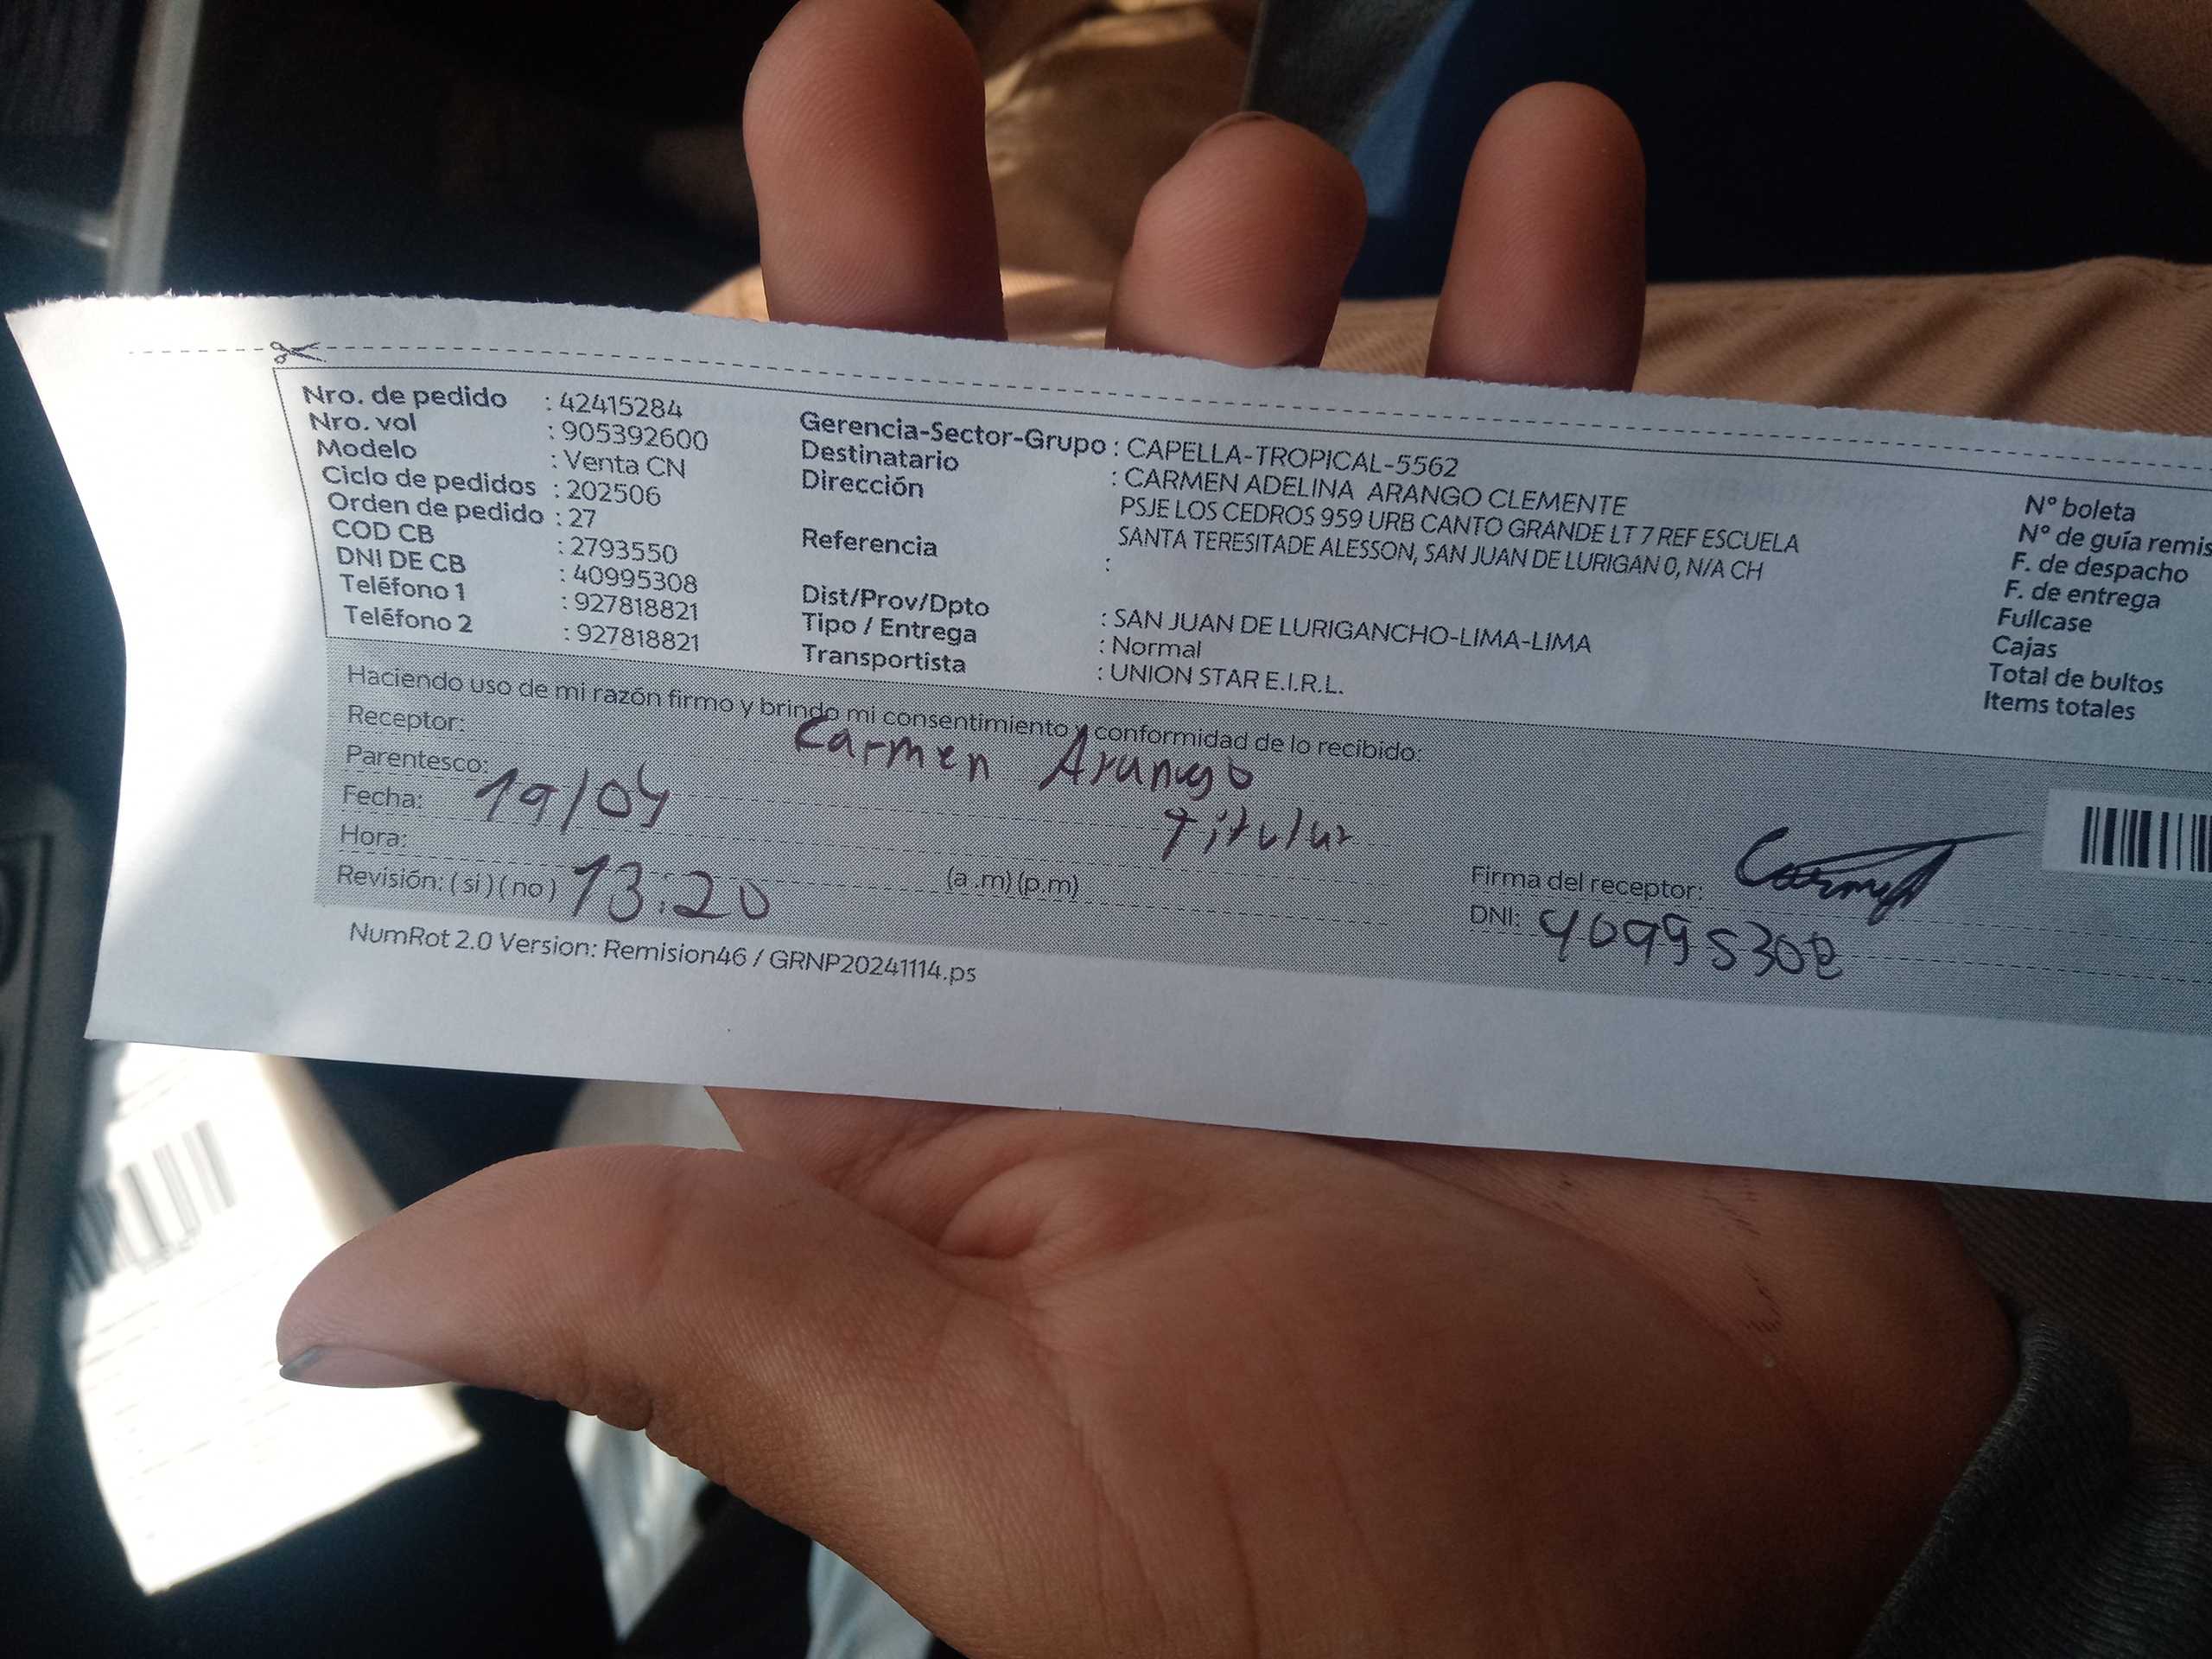 Nro. de pedido : 42415284
Nro. vol : 905392600
Modelo : Venta CN
Ciclo de pedidos : 202506
Orden de pedido : 27
COD CB : 2793550
DNI DE CB : 40995308
Teléfono 1 : 927818821
Teléfono 2 : 927818821
Gerencia-Sector-Grupo : CAPELLA-TROPICAL-5562
Destinatario : CARMEN ADELINA ARANGO CLEMENTE
Dirección PSJE LOS CEDROS 959 URB CANTO GRANDE LT 7 REF ESCUELA
SANTA TERESITADE ALESSON, SAN JUAN DE LURIGAN 0, N/A CH
Referencia :
Dist/Prov/Dpto : SAN JUAN DE LURIGANCHO-LIMA-LIMA
Tipo / Entrega : Normal
Transportista : UNION STAR E.I.R.L.
N° boleta
N° de guía remis
F. de despacho
F. de entrega
Fullcase
Cajas
Total de bultos
Items totales
Haciendo uso de mi razón firmo y brindo mi consentimiento y conformidad de lo recibido:
Receptor: Carmen Arango
Parentesco: Titular
Fecha: 19/04
Hora: 13:20 (a.m) (p.m)
Revisión: (si) (no)
Firma del receptor:
DNI: 40995308
NumRot 2.0 Version: Remision46 / GRNP20241114.ps